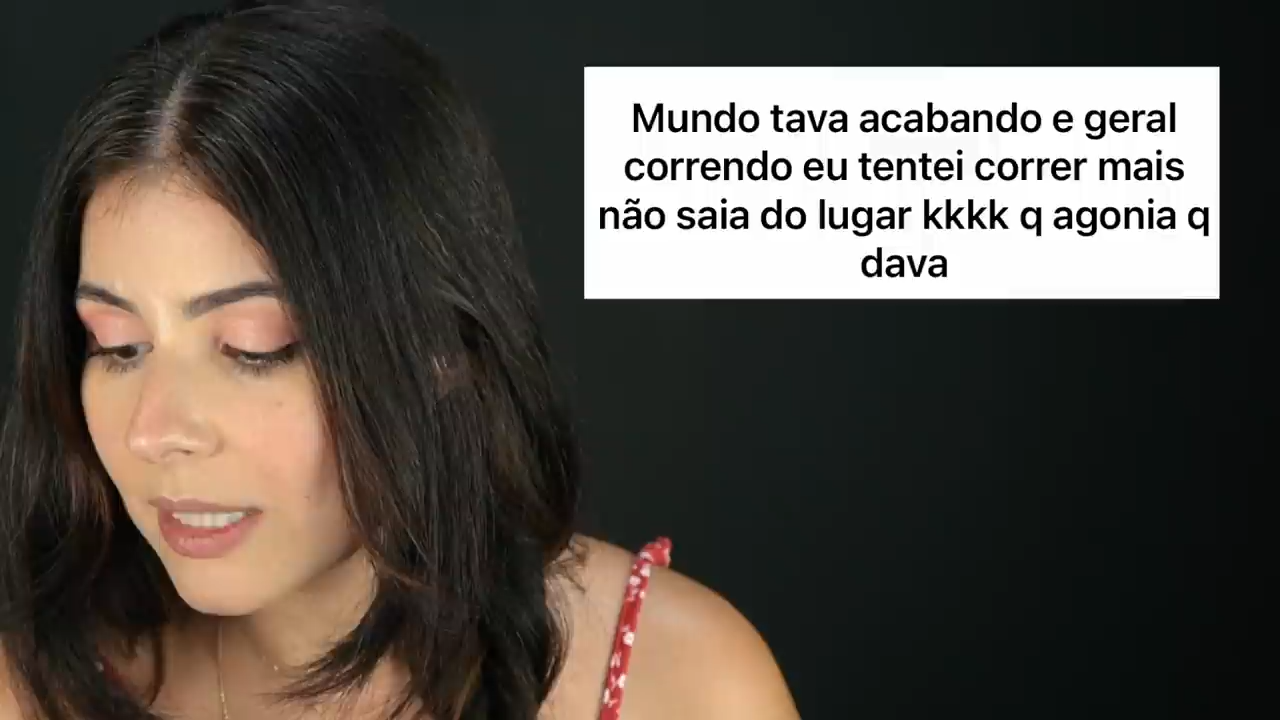 Mundo tava acabando e geral
correndo eu tentei correr mais
não saia do lugar kkkk q agonia q
dava